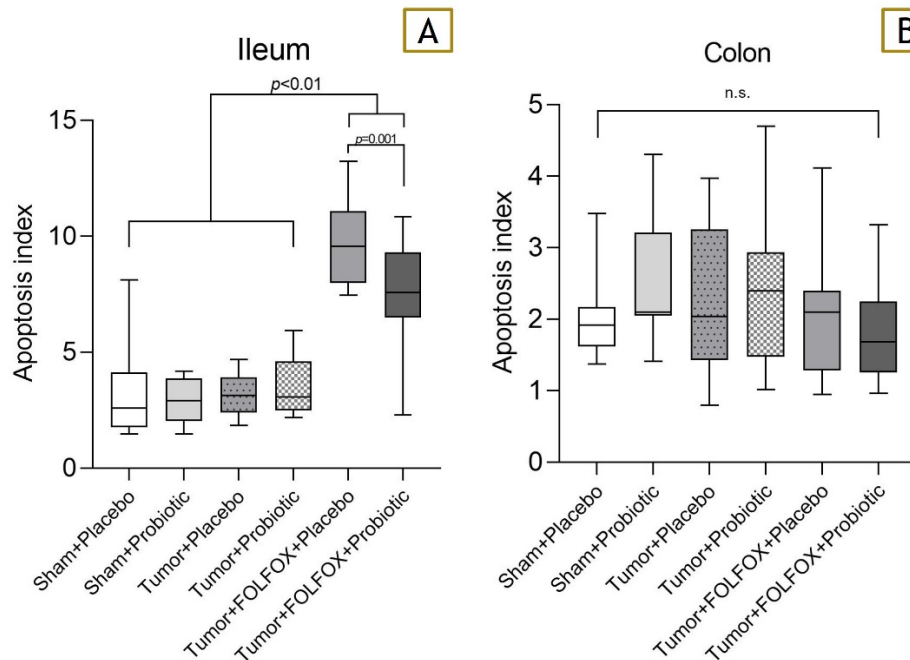 A
Ileum
p<0.01
p=0.001
15
10
5
0
Apoptosis index
Sham+Placebo
Sham+Probiotic
Tumor+Placebo
Tumor+Probiotic
Tumor+FOLFOX+Placebo
Tumor+FOLFOX+Probiotic
B
Colon
n.s.
5
4
3
2
1
0
Apoptosis index
Sham+Placebo
Sham+Probiotic
Tumor+Placebo
Tumor+Probiotic
Tumor+FOLFOX+Placebo
Tumor+FOLFOX+Probiotic